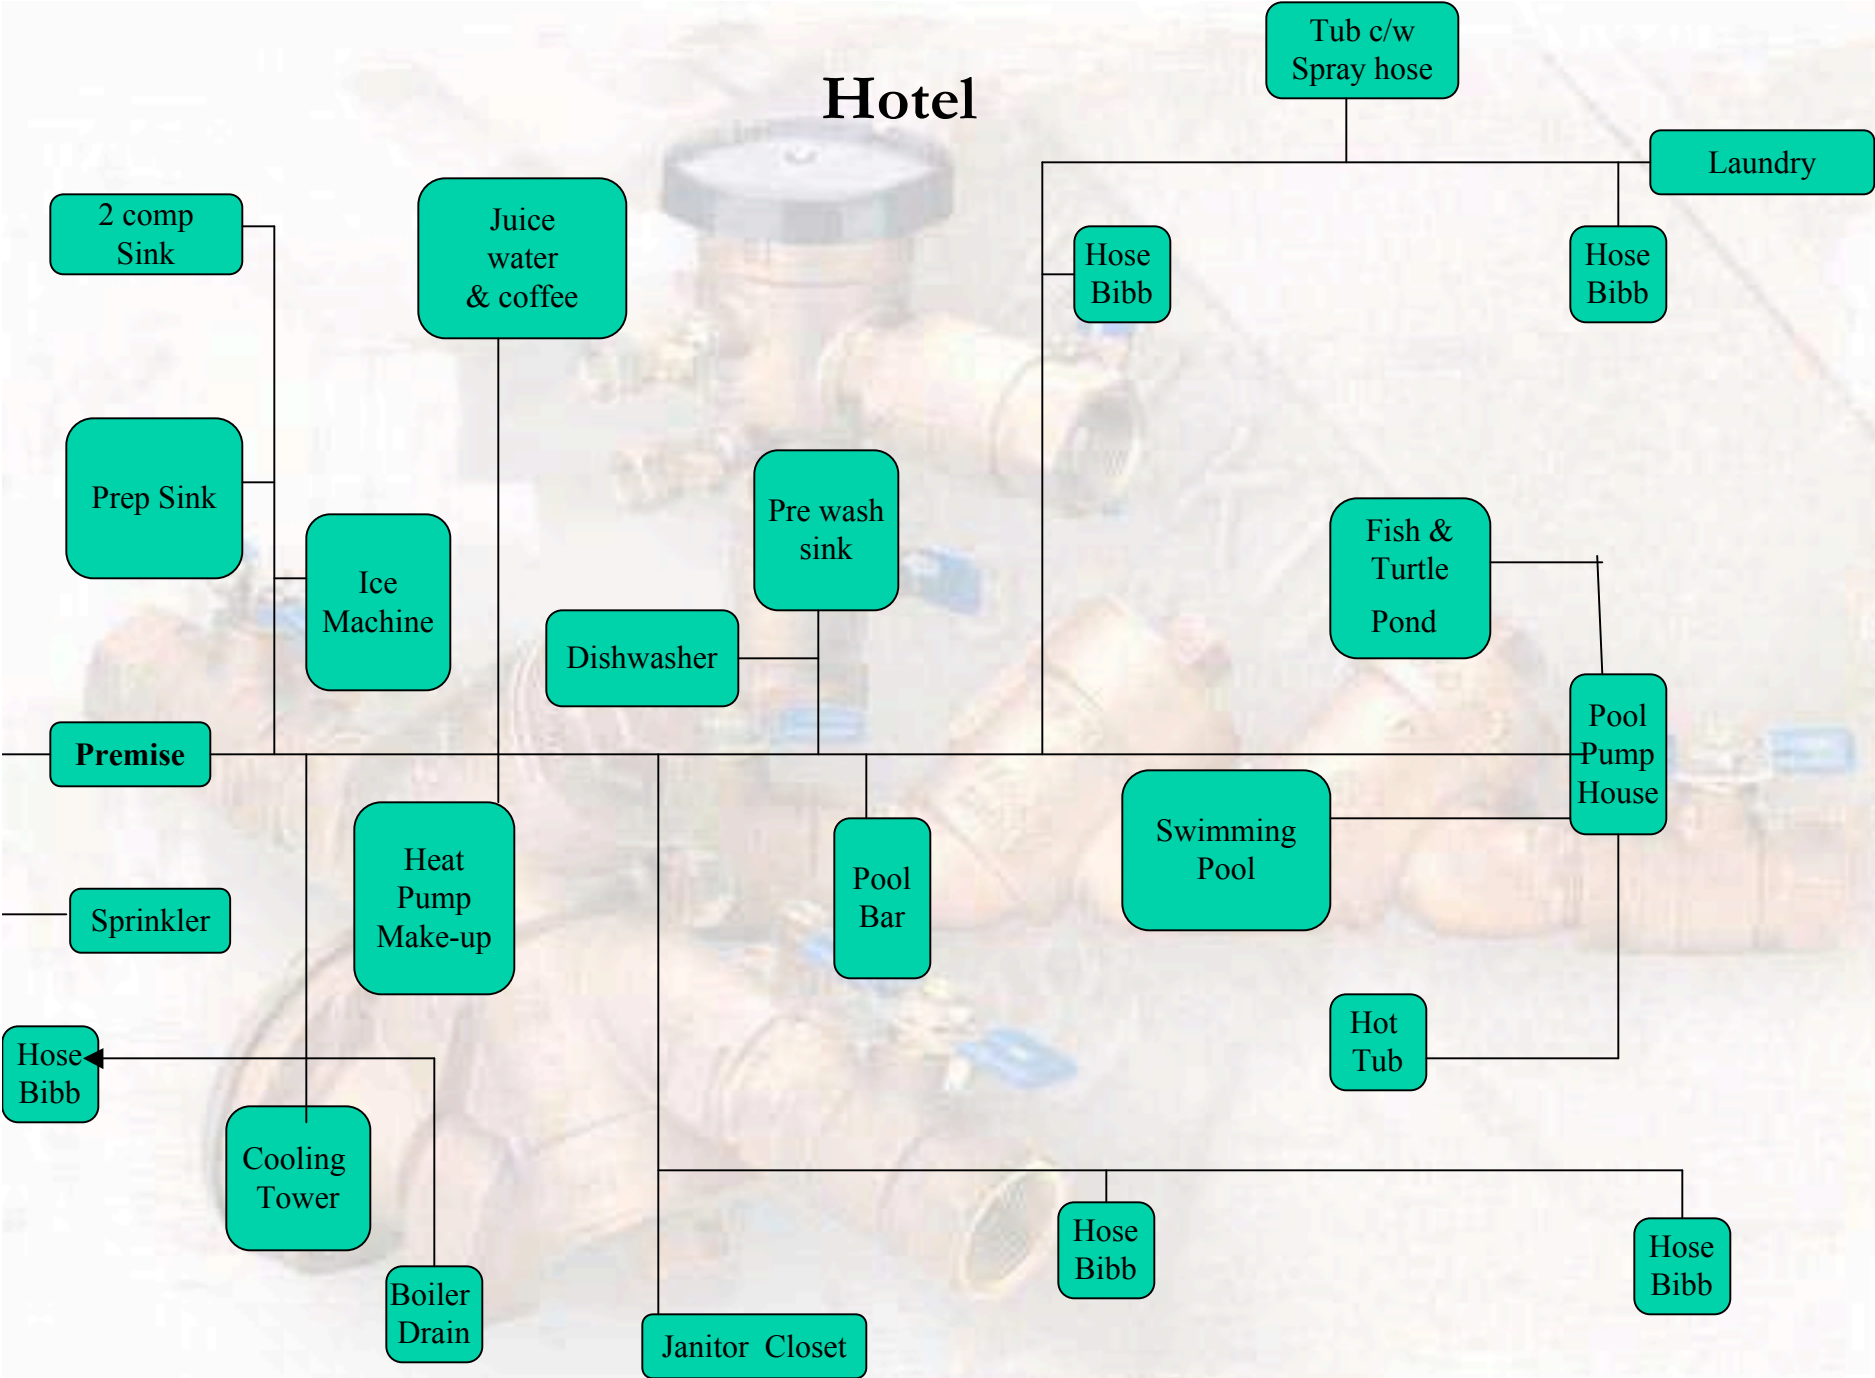 Hotel
Tub c/w
Spray hose
Laundry
2 comp
Sink
Juice
water
& coffee
Hose
Bibb
Hose
Bibb
Prep Sink
Ice
Machine
Pre wash
sink
Dishwasher
Fish &
Turtle
Pond
Premise
Pool
Pump
House
Swimming
Pool
Heat
Pump
Make-up
Pool
Bar
Sprinkler
Hose
Bibb
Hot
Tub
Cooling
Tower
Hose
Bibb
Hose
Bibb
Boiler
Drain
Janitor Closet